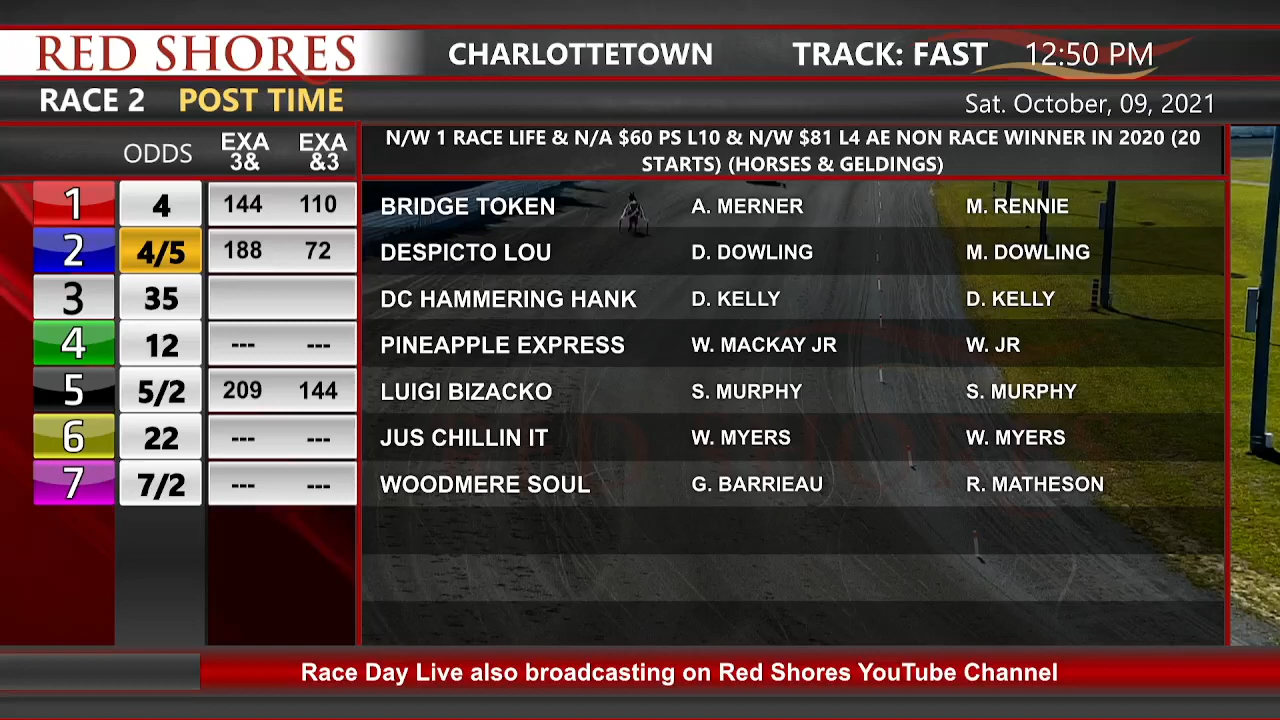 RED SHORES CHARLOTTETOWN TRACK: FAST 12:50 PM
RACE 2 POST TIME Sat. October, 09, 2021
ODDS EXA 3& EXA &3
N/W 1 RACE LIFE & N/A $60 PS L10 & N/W $81 L4 AE NON RACE WINNER IN 2020 (20
STARTS) (HORSES & GELDINGS)
1 4 144 110 BRIDGE TOKEN A. MERNER M. RENNIE
2 4/5 188 72 DESPICTO LOU D. DOWLING M. DOWLING
3 35 DC HAMMERING HANK D. KELLY D. KELLY
4 12 --- --- PINEAPPLE EXPRESS W. MACKAY JR W. JR
5 5/2 209 144 LUIGI BIZACKO S. MURPHY S. MURPHY
6 22 --- --- JUS CHILLIN IT W. MYERS W. MYERS
7 7/2 --- --- WOODMERE SOUL G. BARRIEAU R. MATHESON
RED SHORES
Race Day Live also broadcasting on Red Shores YouTube Channel